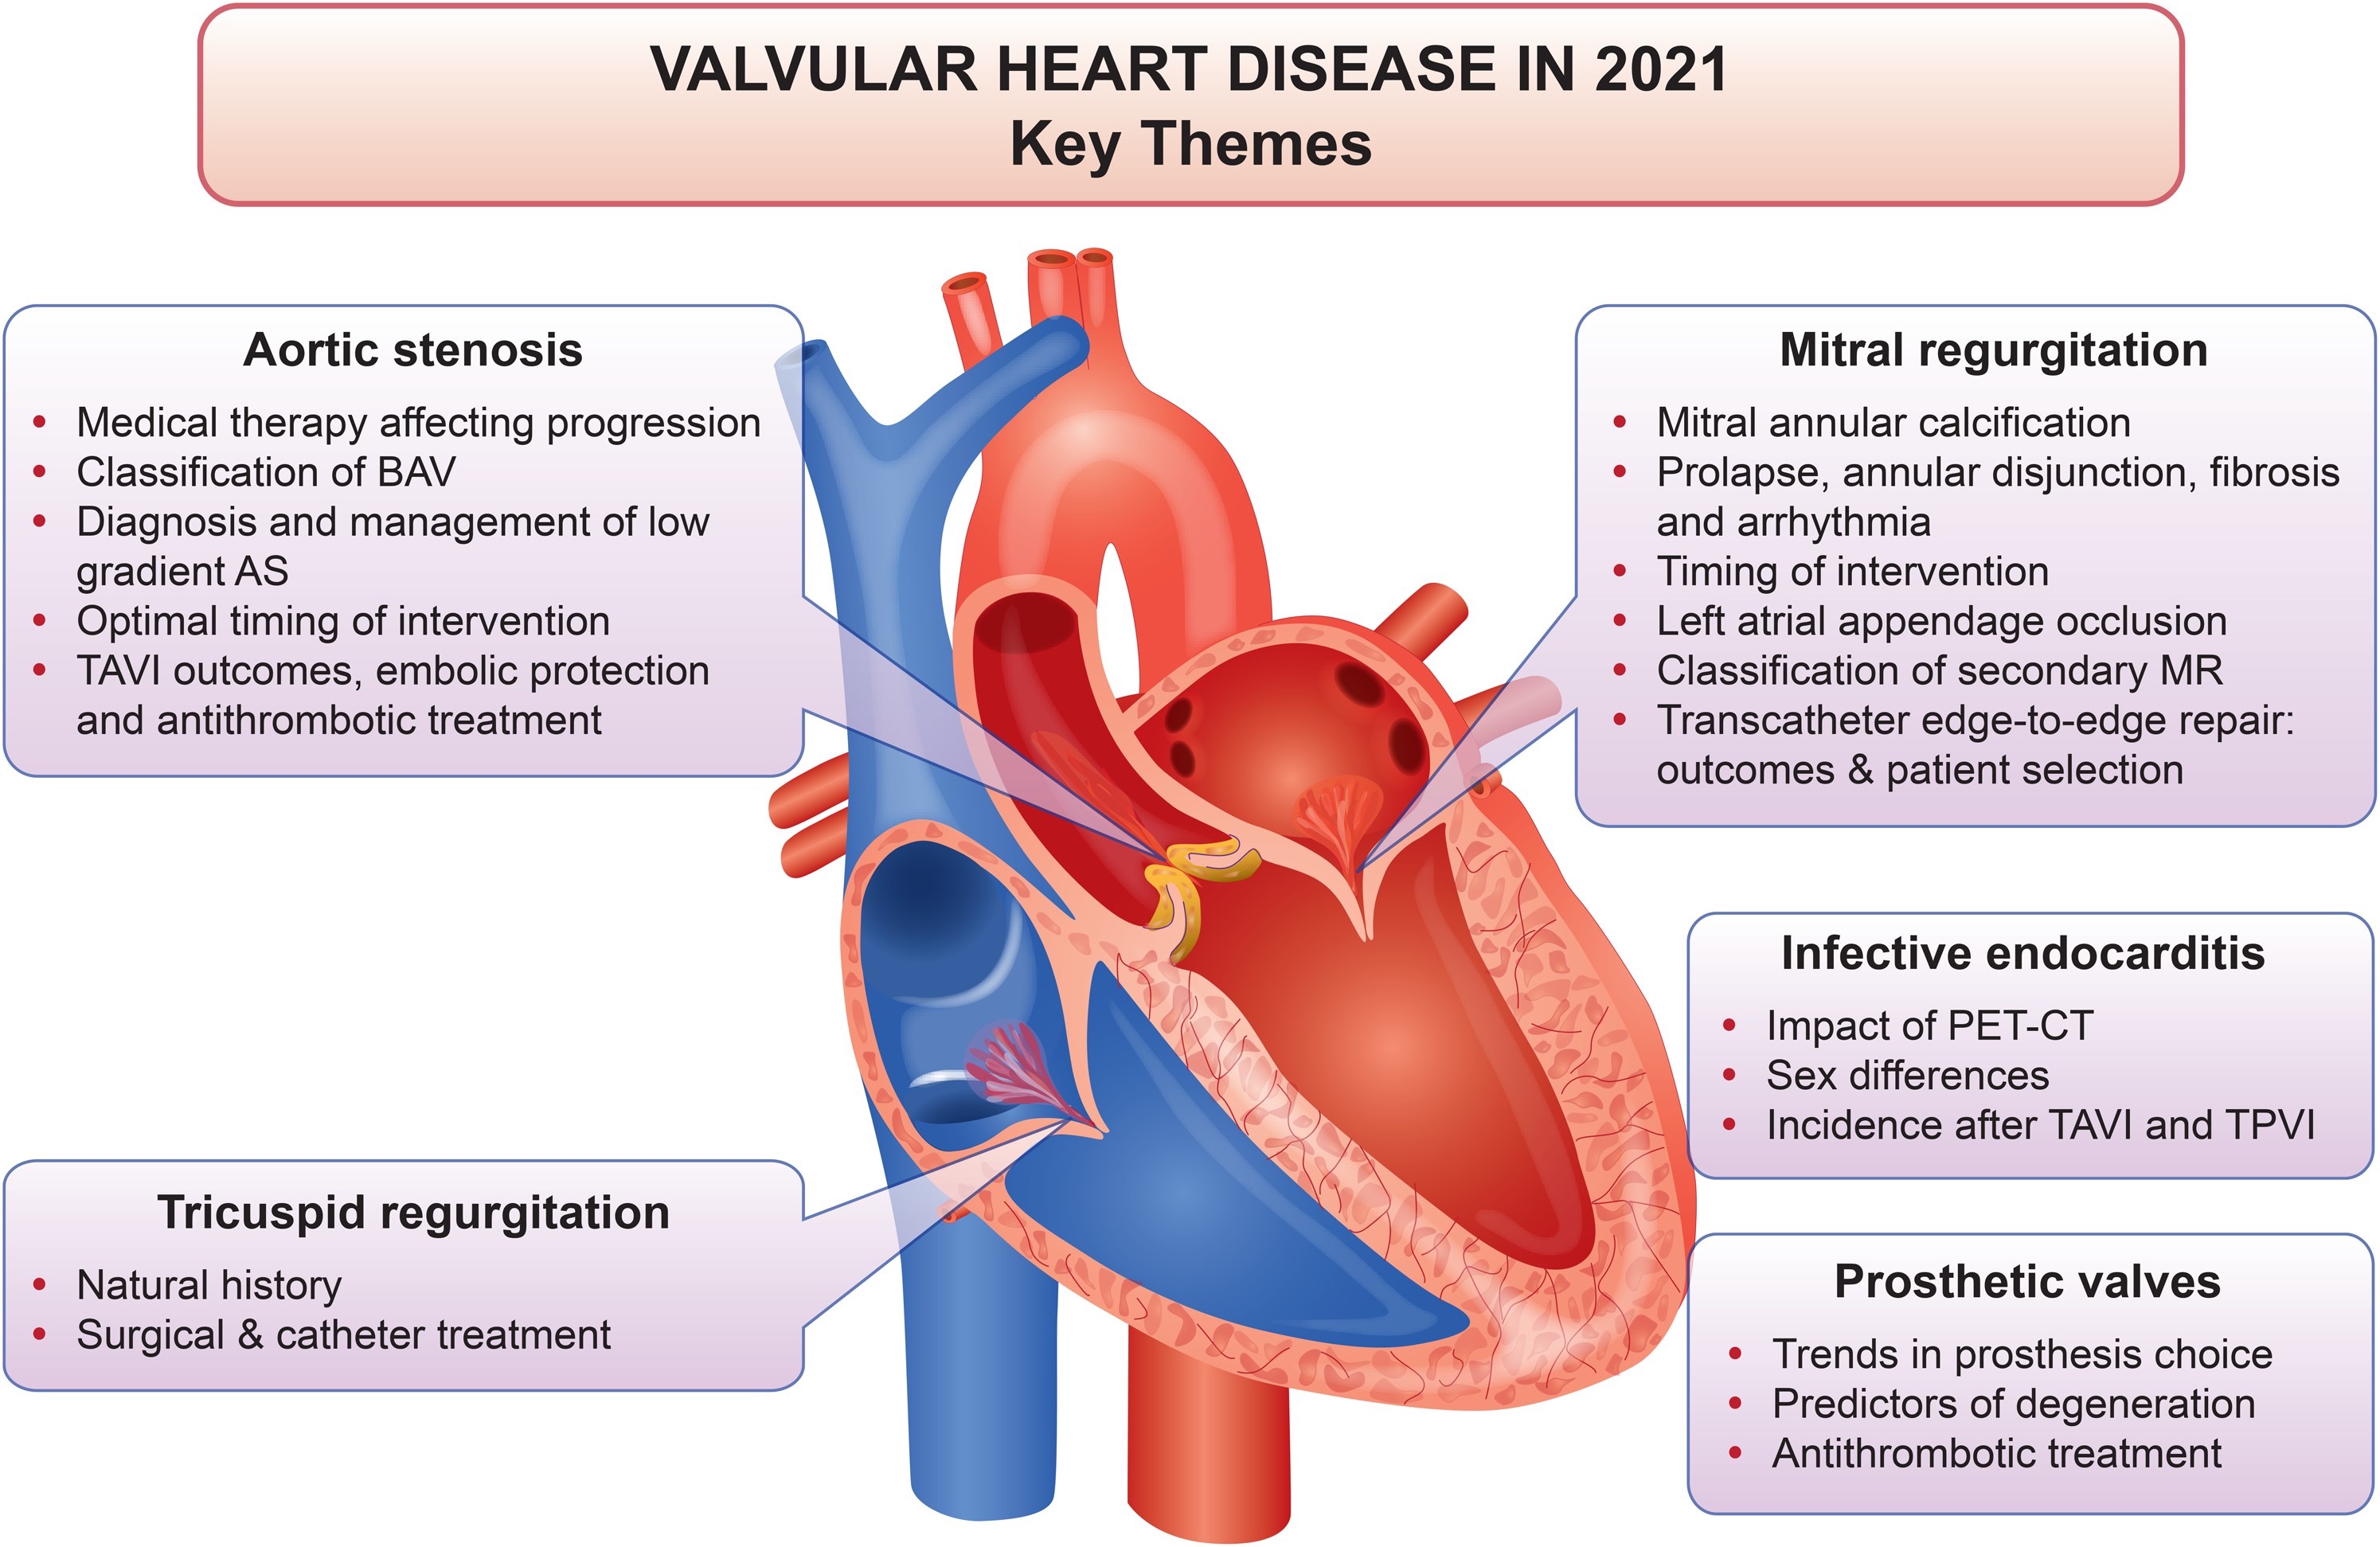 VALVULAR HEART DISEASE IN 2021
Key Themes
Aortic stenosis
• Medical therapy affecting progression
• Classification of BAV
• Diagnosis and management of low
gradient AS
• Optimal timing of intervention
• TAVI outcomes, embolic protection
and antithrombotic treatment
Mitral regurgitation
• Mitral annular calcification
• Prolapse, annular disjunction, fibrosis
and arrhythmia
• Timing of intervention
• Left atrial appendage occlusion
• Classification of secondary MR
• Transcatheter edge-to-edge repair:
outcomes & patient selection
Tricuspid regurgitation
• Natural history
• Surgical & catheter treatment
Infective endocarditis
• Impact of PET-CT
• Sex differences
• Incidence after TAVI and TPVI
Prosthetic valves
• Trends in prosthesis choice
• Predictors of degeneration
• Antithrombotic treatment